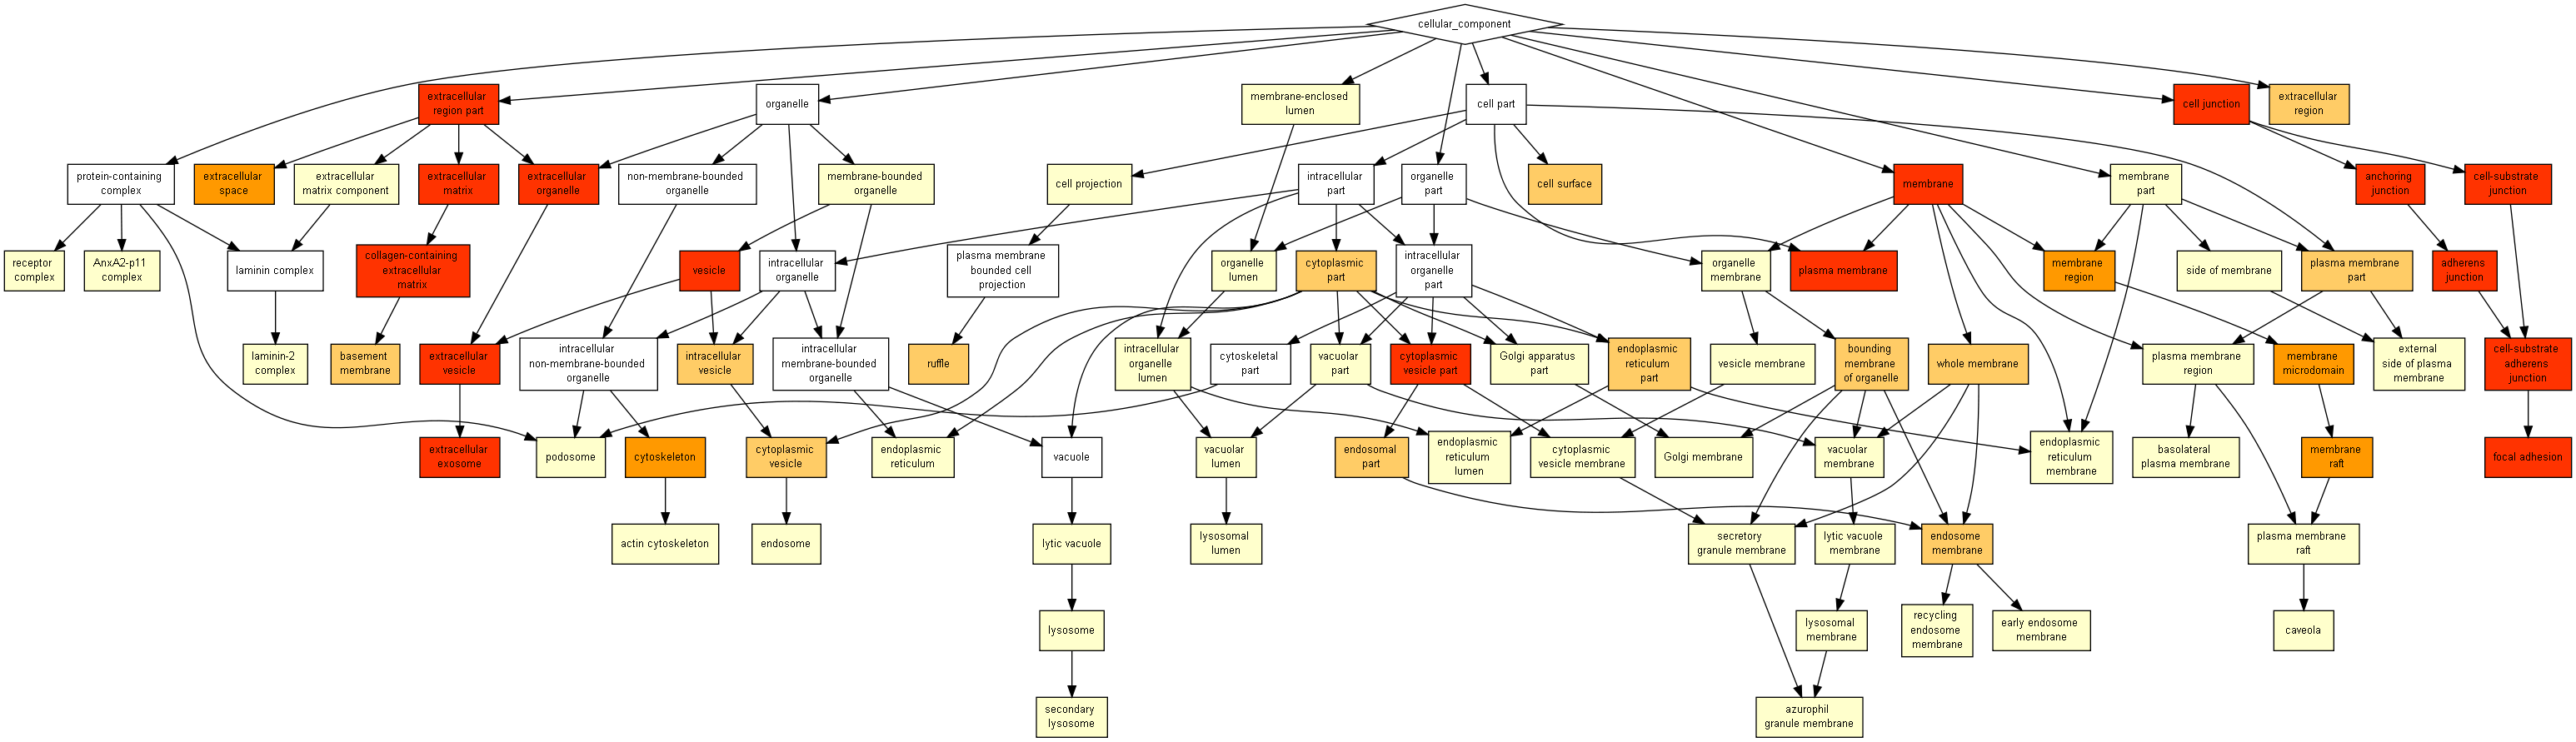 cellular_component
extracellular
region part
organelle
membrane-enclosed
lumen
cell part
cell junction
extracellular
region
protein-containing
complex
extracellular
space
extracellular
matrix component
extracellular
matrix
extracellular
organelle
non-membrane-bounded
organelle
membrane-bounded
organelle
cell projection
intracellular
part
organelle
part
cell surface
membrane
membrane
part
anchoring
junction
cell-substrate
junction
receptor
complex
AnxA2-p11
complex
laminin complex
collagen-containing
extracellular
matrix
vesicle
intracellular
organelle
plasma membrane
bounded cell
projection
organelle
lumen
cytoplasmic
part
intracellular
organelle
part
organelle
membrane
plasma membrane
membrane
region
side of membrane
plasma membrane
part
adherens
junction
laminin-2
complex
basement
membrane
extracellular
vesicle
intracellular
non-membrane-bounded
organelle
intracellular
vesicle
intracellular
membrane-bounded
organelle
ruffle
intracellular
organelle
lumen
cytoskeletal
part
vacuolar
part
cytoplasmic
vesicle part
Golgi apparatus
part
endoplasmic
reticulum
part
vesicle membrane
bounding
membrane
of organelle
whole membrane
plasma membrane
region
membrane
microdomain
external
side of plasma
membrane
cell-substrate
adherens
junction
extracellular
exosome
podosome
cytoskeleton
cytoplasmic
vesicle
endoplasmic
reticulum
vacuole
vacuolar
lumen
endosomal
part
endoplasmic
reticulum
lumen
cytoplasmic
vesicle membrane
Golgi membrane
vacuolar
membrane
endoplasmic
reticulum
membrane
basolateral
plasma membrane
membrane
raft
focal adhesion
actin cytoskeleton
endosome
lytic vacuole
lysosomal
lumen
secretory
granule membrane
lytic vacuole
membrane
endosome
membrane
plasma membrane
raft
lysosome
lysosomal
membrane
recycling
endosome
membrane
early endosome
membrane
caveola
secondary
lysosome
azurophil
granule membrane